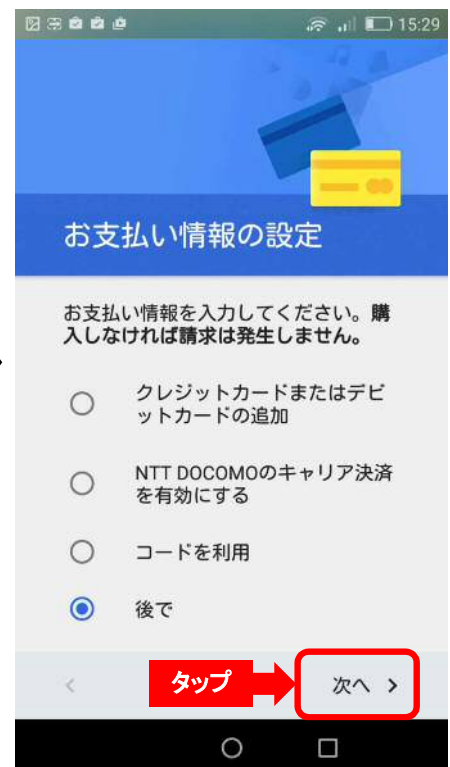 15:29
お支払い情報の設定
お支払い情報を入力してください。購
入しなければ請求は発生しません。
クレジットカードまたはデビ
ットカードの追加
NTT DOCOMOのキャリア決済
を有効にする
コードを利用
後で
タップ
次へ